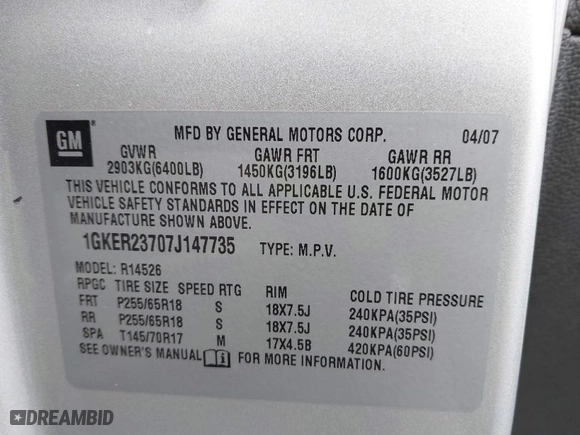 GM
®
MFD BY GENERAL MOTORS CORP. 04/07
GVWR GAWR FRT GAWR RR
2903KG(6400LB) 1450KG(3196LB) 1600KG(3527LB)
THIS VEHICLE CONFORMS TO ALL APPLICABLE U.S. FEDERAL MOTOR
VEHICLE SAFETY STANDARDS IN EFFECT ON THE DATE OF
MANUFACTURE SHOWN ABOVE.
1GKER23707J147735 TYPE: M.P.V.
MODEL: R14526
RPGC TIRE SIZE SPEED RTG RIM COLD TIRE PRESSURE
FRT P255/65R18 S 18X7.5J 240KPA(35PSI)
RR P255/65R18 S 18X7.5J 240KPA(35PSI)
SPA T145/70R17 M 17X4.5B 420KPA(60PSI)
SEE OWNER'S MANUAL i FOR MORE INFORMATION.
DREAMBID